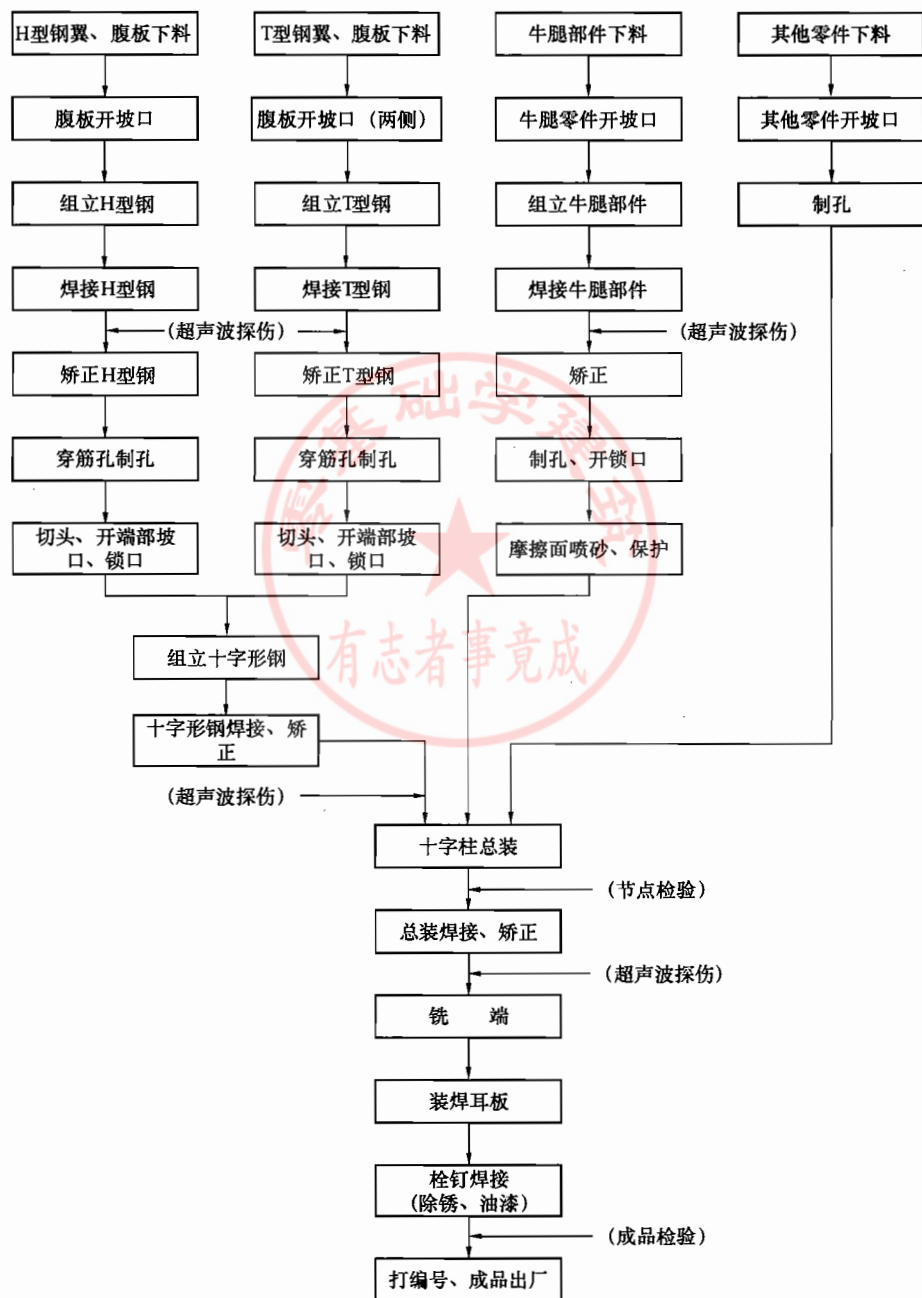 H型钢翼、腹板下料
T型钢翼、腹板下料
牛腿部件下料
其他零件下料
腹板开坡口
腹板开坡口(两侧)
牛腿零件开坡口
其他零件开坡口
组立H型钢
组立T型钢
组立牛腿部件
制孔
焊接H型钢
焊接T型钢
焊接牛腿部件
(超声波探伤)
(超声波探伤)
矫正H型钢
矫正T型钢
矫正
穿筋孔制孔
穿筋孔制孔
制孔、开锁口
切头、开端部坡
口、锁口
切头、开端部坡
口、锁口
摩擦面喷砂、保护
零基础学建筑
有志者事竟成
组立十字形钢
十字形钢焊接、矫
正
(超声波探伤)
十字柱总装
(节点检验)
总装焊接、矫正
(超声波探伤)
铣 端
装焊耳板
栓钉焊接
(除锈、油漆)
(成品检验)
打编号、成品出厂